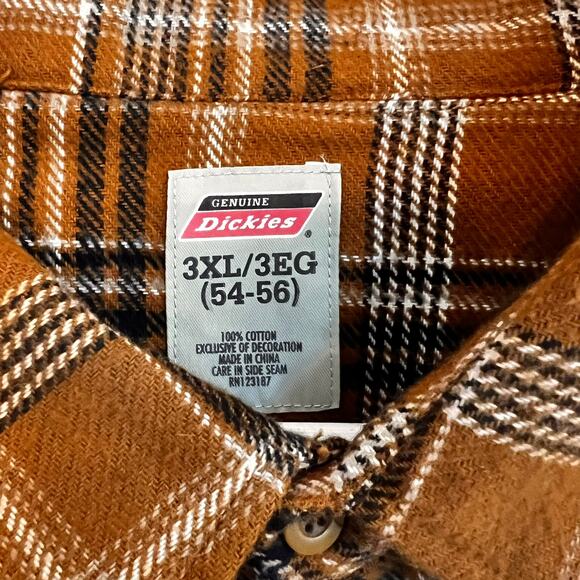 GENUINE
Dickies
3XL/3EG
(54-56)
100% COTTON
EXCLUSIVE OF DECORATION
MADE IN CHINA
CARE IN SIDE SEAM
RN123187